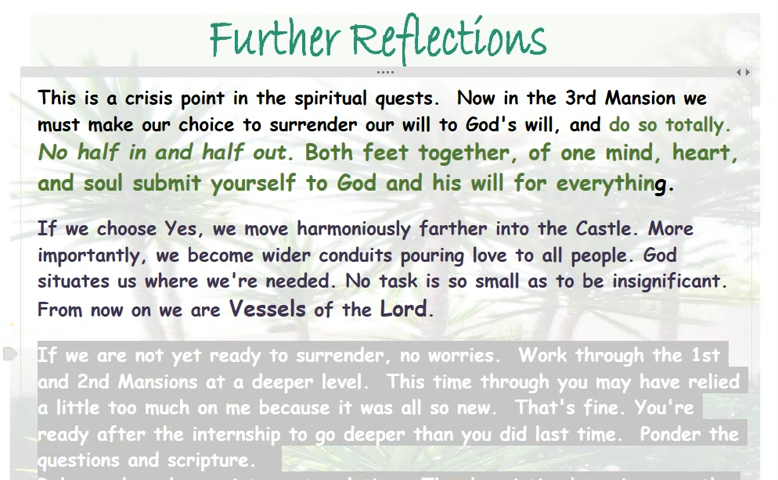 Further Reflections
This is a crisis point in the spiritual quests.  Now in the 3rd Mansion we
must make our choice to surrender our will to God's will, and do so totally.
No half in and half out. Both feet together, of one mind, heart,
and soul submit yourself to God and his will for everything.
If we choose Yes, we move harmoniously farther into the Castle. More
importantly, we become wider conduits pouring love to all people. God
situates us where we're needed. No task is so small as to be insignificant.
From now on we are Vessels of the Lord.
If we are not yet ready to surrender, no worries.  Work through the 1st
and 2nd Mansions at a deeper level.  This time through you may have relied
a little too much on me because it was all so new.  That's fine. You're
ready after the internship to go deeper than you did last time.  Ponder the
questions and scripture.